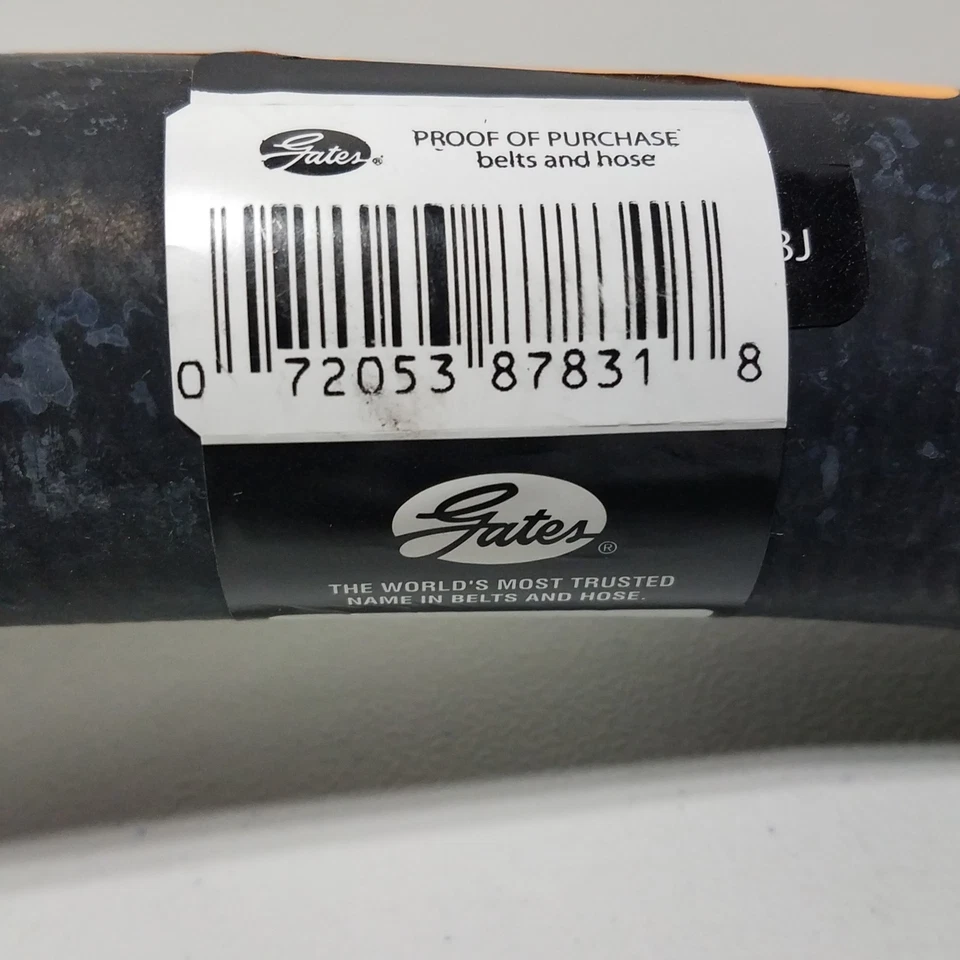 Gates®
PROOF OF PURCHASE
belts and hose
0 72053 87831 8
Gates®
THE WORLD'S MOST TRUSTED
NAME IN BELTS AND HOSE.